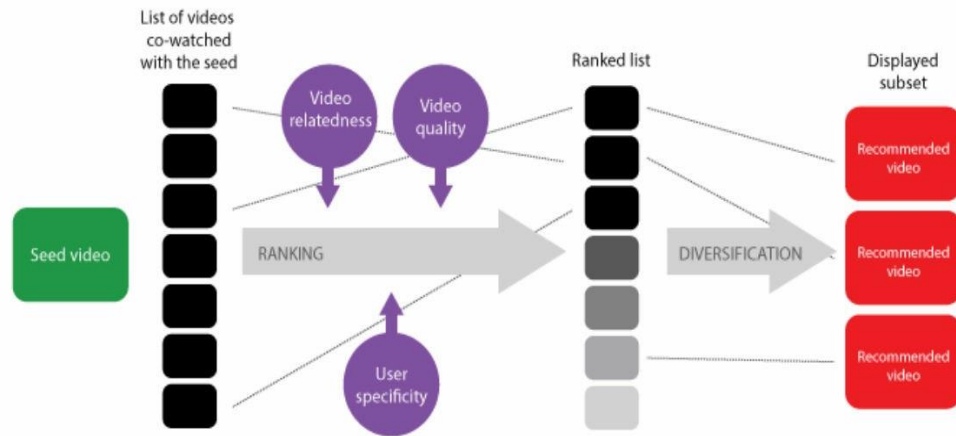 List of videos
co-watched
with the seed
Video
relatedness
Video
quality
Ranked list
Displayed
subset
Recommended
video
Seed video
RANKING
DIVERSIFICATION
Recommended
video
User
specificity
Recommended
video